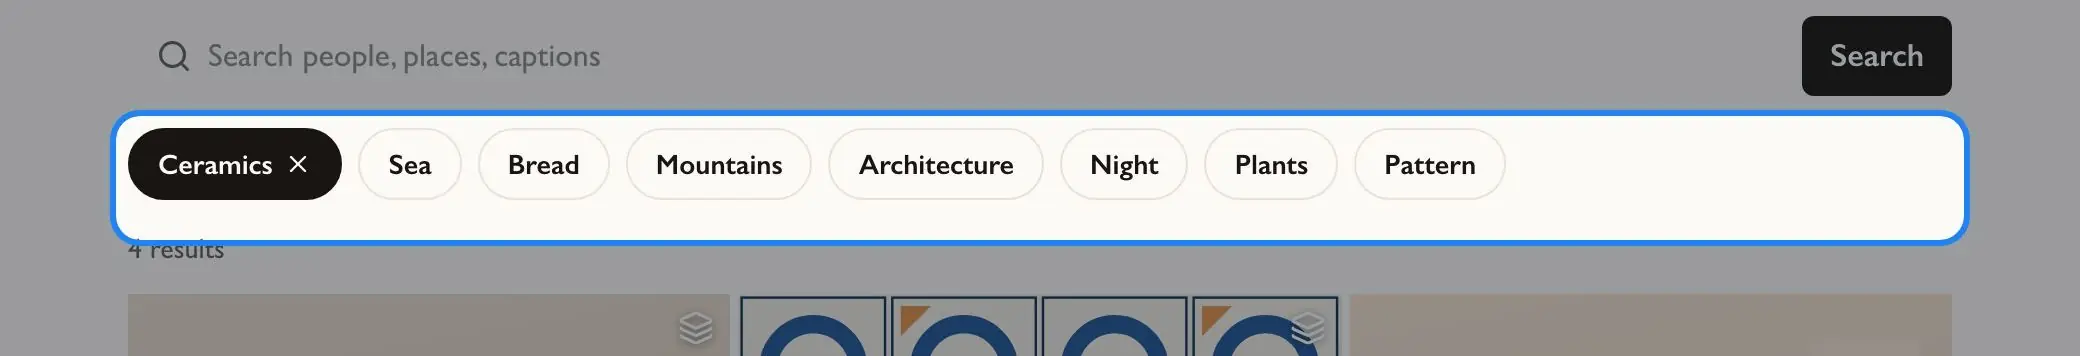 Search people, places, captions
Search
Ceramics
Sea
Bread
Mountains
Architecture
Night
Plants
Pattern
4 results